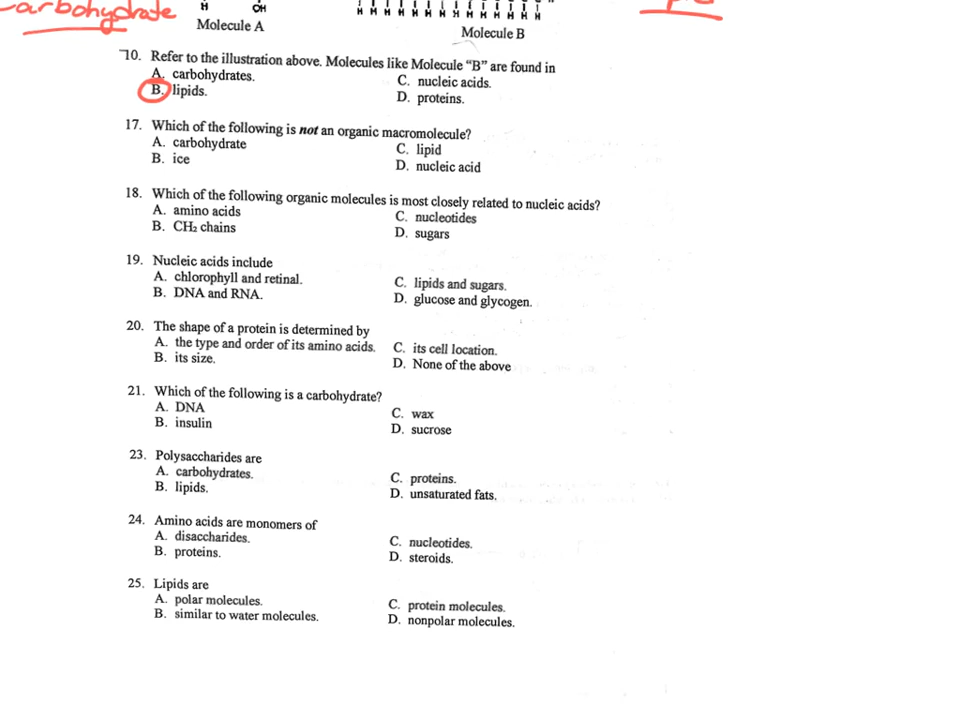 Carbohydrate
H OH
Molecule A
H H H H H H H H H H H H H H
Molecule B
10. Refer to the illustration above. Molecules like Molecule “B” are found in
A. carbohydrates.
B. lipids.
C. nucleic acids.
D. proteins.
17. Which of the following is not an organic macromolecule?
A. carbohydrate
B. ice
C. lipid
D. nucleic acid
18. Which of the following organic molecules is most closely related to nucleic acids?
A. amino acids
B. CH₂ chains
C. nucleotides
D. sugars
19. Nucleic acids include
A. chlorophyll and retinal.
B. DNA and RNA.
C. lipids and sugars.
D. glucose and glycogen.
20. The shape of a protein is determined by
A. the type and order of its amino acids.
B. its size.
C. its cell location.
D. None of the above
21. Which of the following is a carbohydrate?
A. DNA
B. insulin
C. wax
D. sucrose
23. Polysaccharides are
A. carbohydrates.
B. lipids.
C. proteins.
D. unsaturated fats.
24. Amino acids are monomers of
A. disaccharides.
B. proteins.
C. nucleotides.
D. steroids.
25. Lipids are
A. polar molecules.
B. similar to water molecules.
C. protein molecules.
D. nonpolar molecules.